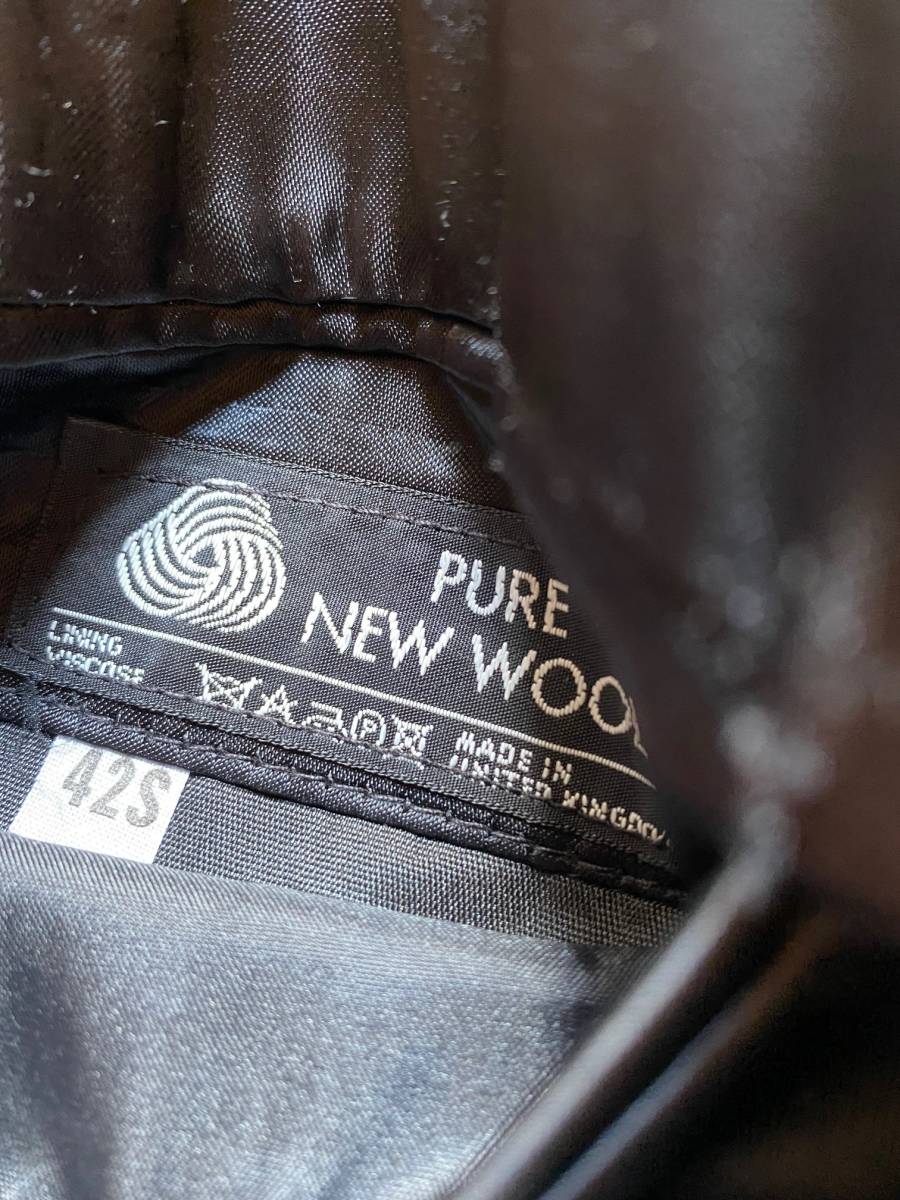 PURE
NEW WOOL
LINING
VISCOSE
P
MADE IN
UNITED KINGDOM
42S